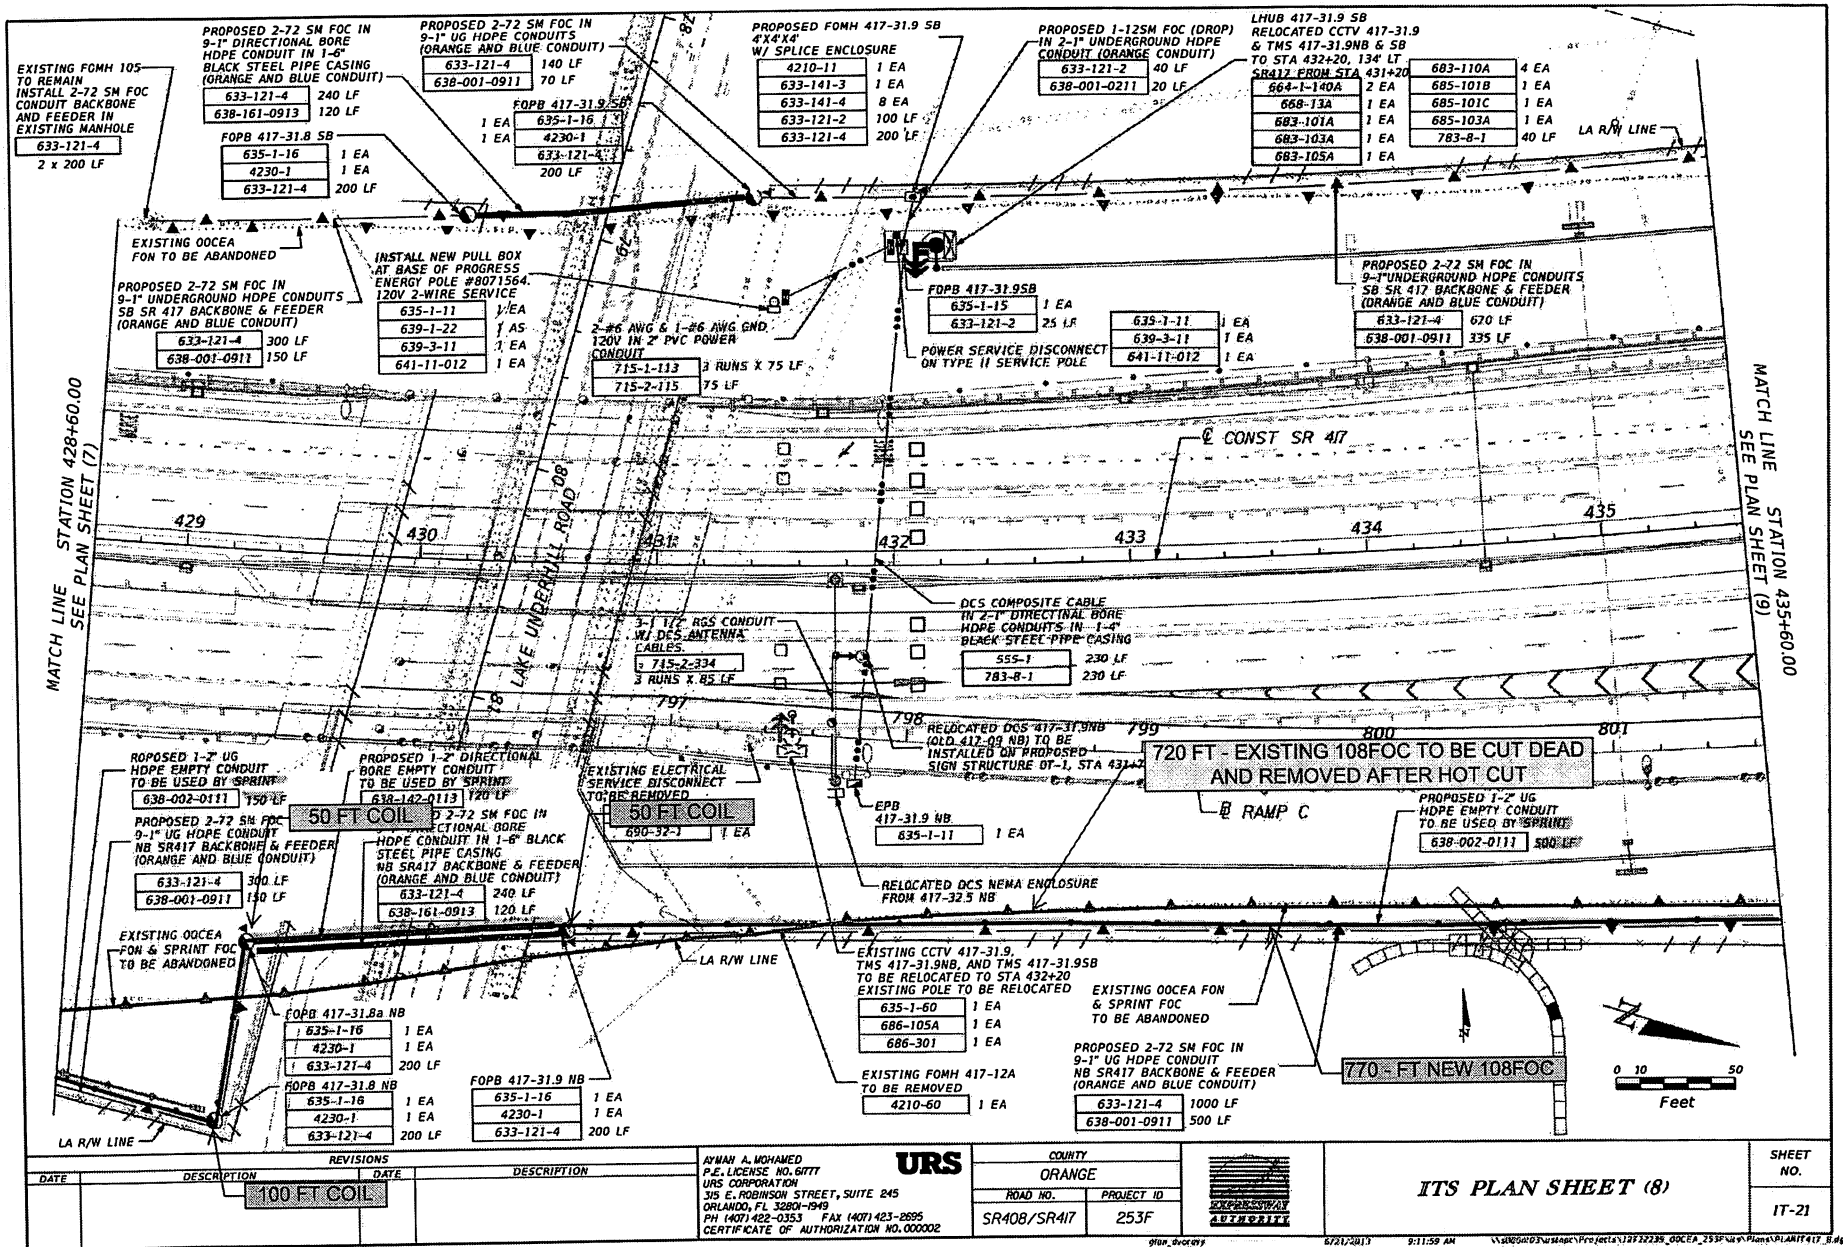 EXISTING FOMH 105
TO REMAIN
INSTALL 2-72 SM FOC
CONDUIT BACKBONE
AND FEEDER IN
EXISTING MANHOLE
633-121-4
2 x 200 LF
PROPOSED 2-72 SM FOC IN
9-1" DIRECTIONAL BORE
HDPE CONDUIT IN 1-6"
BLACK STEEL PIPE CASING
(ORANGE AND BLUE CONDUIT)
633-121-4 240 LF
638-161-0913 120 LF
FOPB 417-31.8 SB
635-1-16 1 EA
4230-1 1 EA
633-121-4 200 LF
PROPOSED 2-72 SM FOC IN
9-1" UG HDPE CONDUITS
(ORANGE AND BLUE CONDUIT)
633-121-4 140 LF
638-001-0911 70 LF
FOPB 417-31.9 SB
1 EA 635-1-16
1 EA 4230-1
633-121-4
200 LF
PROPOSED FOMH 417-31.9 SB
4'X4'X4'
W/ SPLICE ENCLOSURE
4210-11 1 EA
633-141-3 1 EA
633-141-4 8 EA
633-121-2 100 LF
633-121-4 200 LF
PROPOSED 1-12SM FOC (DROP)
IN 2-1" UNDERGROUND HDPE
CONDUIT (ORANGE CONDUIT)
633-121-2 40 LF
638-001-0211 20 LF
LHUB 417-31.9 SB
RELOCATED CCTV 417-31.9
& TMS 417-31.9NB & SB
TO STA 432+20, 134' LT
SR417 FROM STA 431+20
664-1-140A 2 EA
668-13A 1 EA
683-101A 1 EA
683-103A 1 EA
683-105A 1 EA
683-110A 4 EA
685-101B 1 EA
685-101C 1 EA
685-103A 1 EA
783-8-1 40 LF
LA R/W LINE
EXISTING OOCEA
FON TO BE ABANDONED
PROPOSED 2-72 SM FOC IN
9-1" UNDERGROUND HDPE CONDUITS
SB SR 417 BACKBONE & FEEDER
(ORANGE AND BLUE CONDUIT)
633-121-4 300 LF
638-001-0911 150 LF
INSTALL NEW PULL BOX
AT BASE OF PROGRESS
ENERGY POLE #8071564.
120V 2-WIRE SERVICE
635-1-11 1 EA
639-1-22 1 AS
639-3-11 1 EA
641-11-012 1 EA
2-#6 AWG & 1-#6 AWG GND,
120V IN 2" PVC POWER
CONDUIT
715-1-113 3 RUNS X 75 LF
715-2-115 75 LF
FOPB 417-31.9SB
635-1-15 1 EA
633-121-2 25 LF
POWER SERVICE DISCONNECT
ON TYPE II SERVICE POLE
635-1-11 1 EA
639-3-11 1 EA
641-11-012 1 EA
PROPOSED 2-72 SM FOC IN
9-1"UNDERGROUND HDPE CONDUITS
SB SR 417 BACKBONE & FEEDER
(ORANGE AND BLUE CONDUIT)
633-121-4 670 LF
638-001-0911 335 LF
MATCH LINE STATION 428+60.00
SEE PLAN SHEET (7)
MATCH LINE STATION 435+60.00
SEE PLAN SHEET (9)
78
79
80
81
LAKE UNDERHILL ROAD
℄ CONST SR 417
429
430
431
432
433
434
435
DCS COMPOSITE CABLE
IN 2-1" DIRECTINAL BORE
HDPE CONDUITS IN 1-4"
BLACK STEEL PIPE CASING
555-1 230 LF
783-8-1 230 LF
3-1 1/2" RGS CONDUIT
W/ DCS ANTENNA
CABLES.
715-2-334
3 RUNS X 85 LF
797
798
799
800
801
RELOCATED DCS 417-31.9NB
(OLD 417-09 NB) TO BE
INSTALLED ON PROPOSED
SIGN STRUCTURE OT-1, STA 431+7
720 FT - EXISTING 108FOC TO BE CUT DEAD
AND REMOVED AFTER HOT CUT
RAMP C
ROPOSED 1-2" UG
HDPE EMPTY CONDUIT
TO BE USED BY SPRINT
638-002-0111 150 LF
PROPOSED 1-2" DIRECTIONAL
BORE EMPTY CONDUIT
TO BE USED BY SPRINT
638-142-0113 120 LF
EXISTING ELECTRICAL
SERVICE DISCONNECT
TO BE REMOVED
50 FT COIL
690-32-1 1 EA
50 FT COIL
PROPOSED 2-72 SM FOC
9-1" UG HDPE CONDUIT
NB SR417 BACKBONE & FEEDER
(ORANGE AND BLUE CONDUIT)
633-121-4 300 LF
638-001-0911 150 LF
D 2-72 SM FOC IN
ECTIONAL BORE
HDPE CONDUIT IN 1-6" BLACK
STEEL PIPE CASING
NB SR417 BACKBONE & FEEDER
(ORANGE AND BLUE CONDUIT)
633-121-4 240 LF
638-161-0913 120 LF
EPB
417-31.9 NB
635-1-11 1 EA
PROPOSED 1-2" UG
HDPE EMPTY CONDUIT
TO BE USED BY SPRINT
638-002-0111 500 LF
RELOCATED DCS NEMA ENCLOSURE
FROM 417-32.5 NB
EXISTING OOCEA
FON & SPRINT FOC
TO BE ABANDONED
LA R/W LINE
EXISTING CCTV 417-31.9,
TMS 417-31.9NB, AND TMS 417-31.9SB
TO BE RELOCATED TO STA 432+20
EXISTING POLE TO BE RELOCATED
635-1-60 1 EA
686-105A 1 EA
686-301 1 EA
EXISTING OOCEA FON
& SPRINT FOC
TO BE ABANDONED
FOPB 417-31.8a NB
635-1-16 1 EA
4230-1 1 EA
633-121-4 200 LF
FOPB 417-31.8 NB
635-1-16 1 EA
4230-1 1 EA
633-121-4 200 LF
FOPB 417-31.9 NB
635-1-16 1 EA
4230-1 1 EA
633-121-4 200 LF
EXISTING FOMH 417-12A
TO BE REMOVED
4210-60 1 EA
PROPOSED 2-72 SM FOC IN
9-1" UG HDPE CONDUIT
NB SR417 BACKBONE & FEEDER
(ORANGE AND BLUE CONDUIT)
633-121-4 1000 LF
638-001-0911 500 LF
770 - FT NEW 108FOC
N
N
0 10 50
Feet
LA R/W LINE
REVISIONS
DATE DESCRIPTION DATE DESCRIPTION
100 FT COIL
AYMAN A. MOHAMED
P.E. LICENSE NO. 61777
URS CORPORATION
315 E. ROBINSON STREET, SUITE 245
ORLANDO, FL 32801-1949
PH (407) 422-0353 FAX (407) 423-2695
CERTIFICATE OF AUTHORIZATION NO. 000002
URS
COUNTY
ORANGE
ROAD NO. PROJECT ID
SR408/SR417 253F
EXPRESSWAY
AUTHORITY
ITS PLAN SHEET (8)
SHEET
NO.
IT-21
6/21/2013 9:11:59 AM